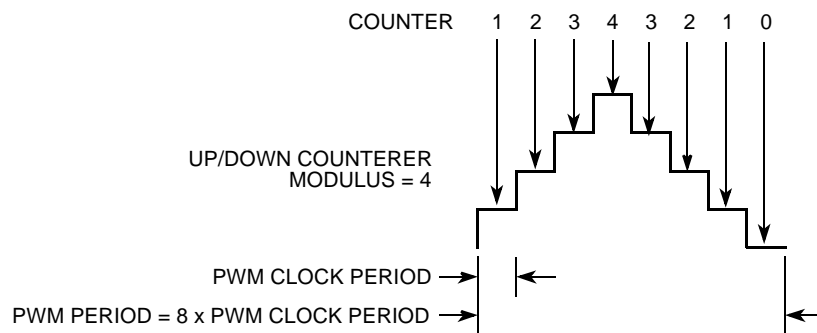 COUNTER 1 2 3 4 3 2 1 0
UP/DOWN COUNTERER
MODULUS = 4
PWM CLOCK PERIOD
PWM PERIOD = 8 x PWM CLOCK PERIOD